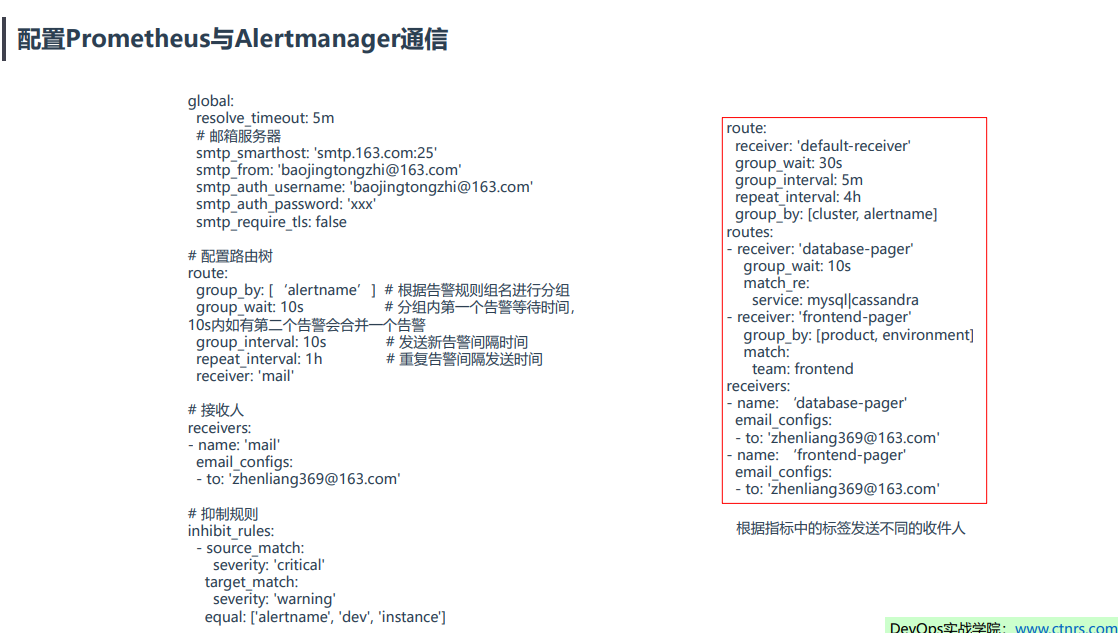 配置Prometheus与Alertmanager通信
global:
resolve_timeout: 5m
# 邮箱服务器
smtp_smarthost: 'smtp.163.com:25'
smtp_from: 'baojingtongzhi@163.com'
smtp_auth_username: 'baojingtongzhi@163.com'
smtp_auth_password: 'xxx'
smtp_require_tls: false
# 配置路由树
route:
group_by: [‘alertname’] # 根据告警规则组名进行分组
group_wait: 10s # 分组内第一个告警等待时间，
10s内如有第二个告警会合并一个告警
group_interval: 10s # 发送新告警间隔时间
repeat_interval: 1h # 重复告警间隔发送时间
receiver: 'mail'
# 接收人
receivers:
- name: 'mail'
email_configs:
- to: 'zhenliang369@163.com'
# 抑制规则
inhibit_rules:
- source_match:
severity: 'critical'
target_match:
severity: 'warning'
equal: ['alertname', 'dev', 'instance']
route:
receiver: 'default-receiver'
group_wait: 30s
group_interval: 5m
repeat_interval: 4h
group_by: [cluster, alertname]
routes:
- receiver: 'database-pager'
group_wait: 10s
match_re:
service: mysql|cassandra
- receiver: 'frontend-pager'
group_by: [product, environment]
match:
team: frontend
receivers:
- name: ‘database-pager'
email_configs:
- to: 'zhenliang369@163.com'
- name: ‘frontend-pager'
email_configs:
- to: 'zhenliang369@163.com'
根据指标中的标签发送不同的收件人
DevOps实战学院：www.ctnrs.com